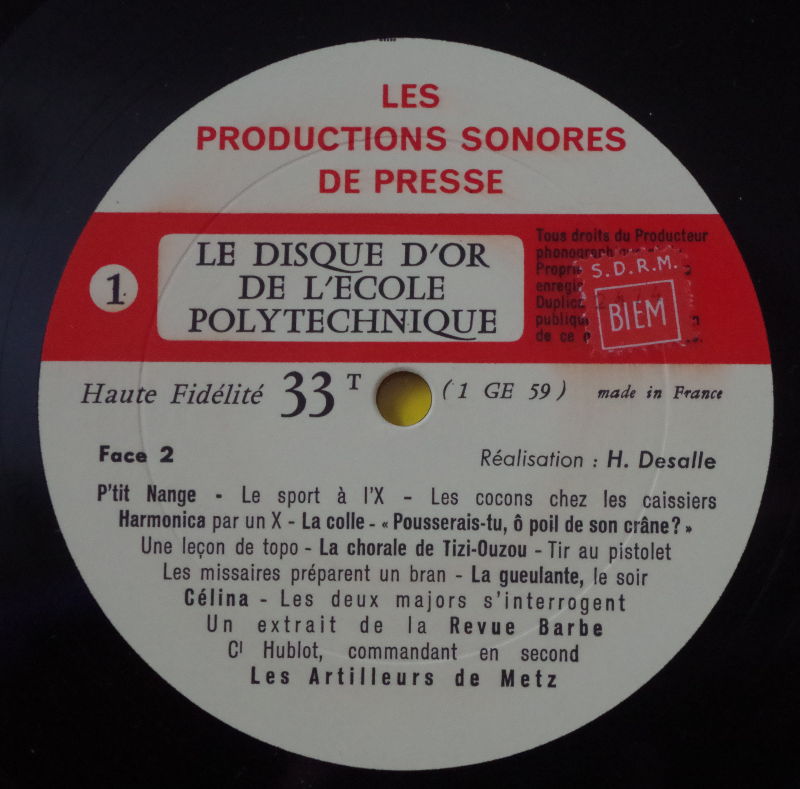 LES
PRODUCTIONS SONORES
DE PRESSE
1
LE DISQUE D'OR
DE L'ÉCOLE
POLYTECHNIQUE
Tous droits du Producteur
S.D.R.M.
BIEM
de ce
Haute Fidélité 33 T (1 GE 59) made in France
Face 2 Réalisation : H. Desalle
P'tit Nange - Le sport à l'X - Les cocons chez les caissiers
Harmonica par un X - La colle - « Pousserais-tu, ô poil de son crâne? »
Une leçon de topo - La chorale de Tizi-Ouzou - Tir au pistolet
Les missaires préparent un bran - La gueulante, le soir
Célina - Les deux majors s'interrogent
Un extrait de la Revue Barbe
Cl Hublot, commandant en second
Les Artilleurs de Metz